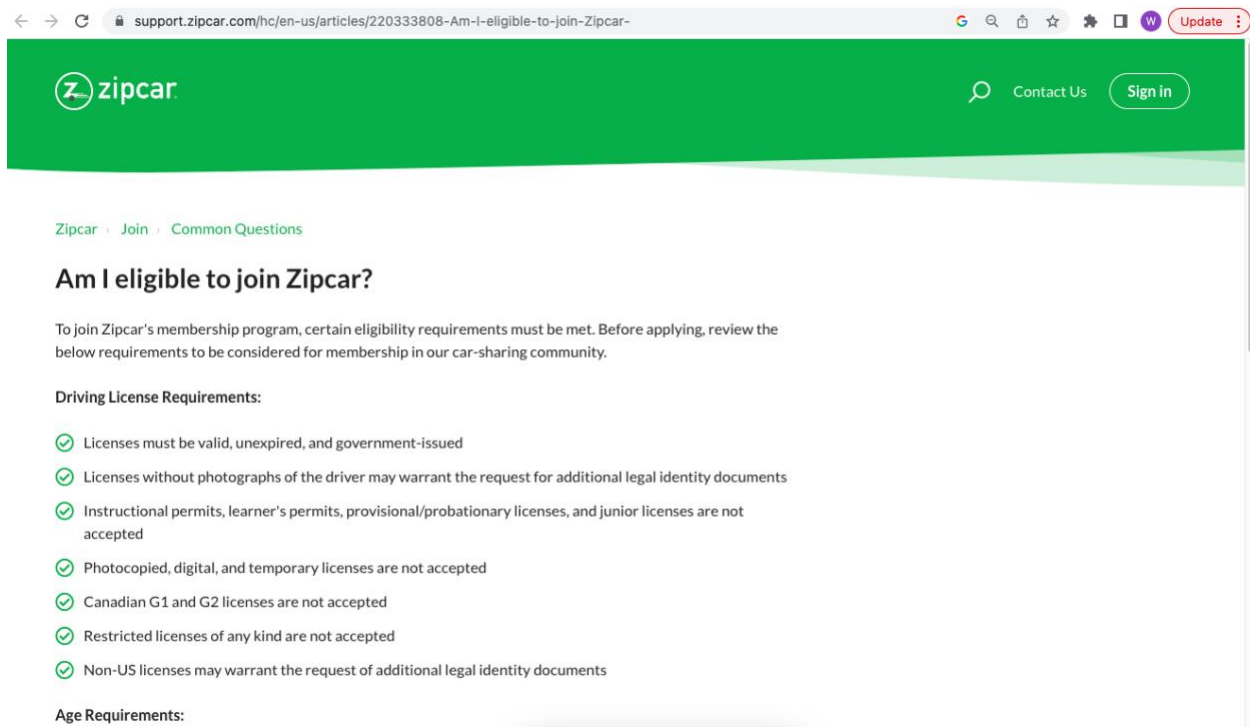 support.zipcar.com/hc/en-us/articles/220333808-Am-I-eligible-to-join-Zipcar-
G
W
Update
z zipcar.
Contact Us
Sign in
Zipcar › Join › Common Questions
Am I eligible to join Zipcar?
To join Zipcar's membership program, certain eligibility requirements must be met. Before applying, review the
below requirements to be considered for membership in our car-sharing community.
Driving License Requirements:
Licenses must be valid, unexpired, and government-issued
Licenses without photographs of the driver may warrant the request for additional legal identity documents
Instructional permits, learner's permits, provisional/probationary licenses, and junior licenses are not
accepted
Photocopied, digital, and temporary licenses are not accepted
Canadian G1 and G2 licenses are not accepted
Restricted licenses of any kind are not accepted
Non-US licenses may warrant the request of additional legal identity documents
Age Requirements: